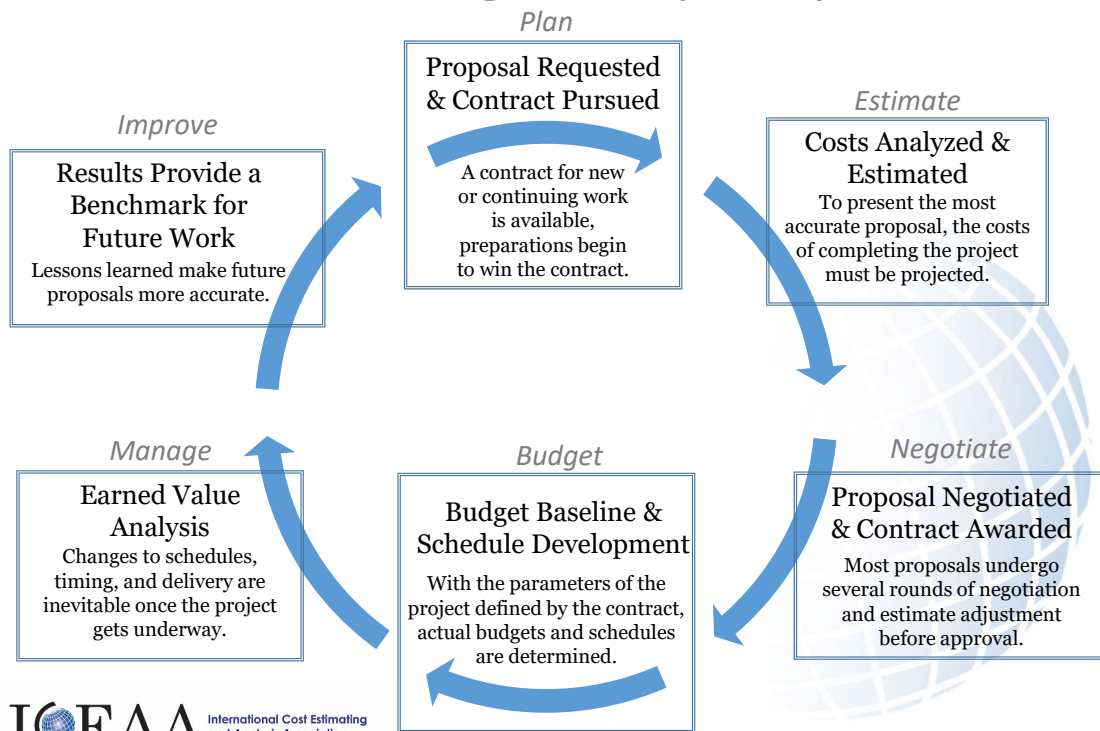 Plan
Proposal Requested
& Contract Pursued
A contract for new
or continuing work
is available,
preparations begin
to win the contract.
Estimate
Costs Analyzed &
Estimated
To present the most
accurate proposal, the costs
of completing the project
must be projected.
Negotiate
Proposal Negotiated
& Contract Awarded
Most proposals undergo
several rounds of negotiation
and estimate adjustment
before approval.
Budget
Budget Baseline &
Schedule Development
With the parameters of the
project defined by the contract,
actual budgets and schedules
are determined.
Manage
Earned Value
Analysis
Changes to schedules,
timing, and delivery are
inevitable once the project
gets underway.
Improve
Results Provide a
Benchmark for
Future Work
Lessons learned make future
proposals more accurate.
International Cost Estimating